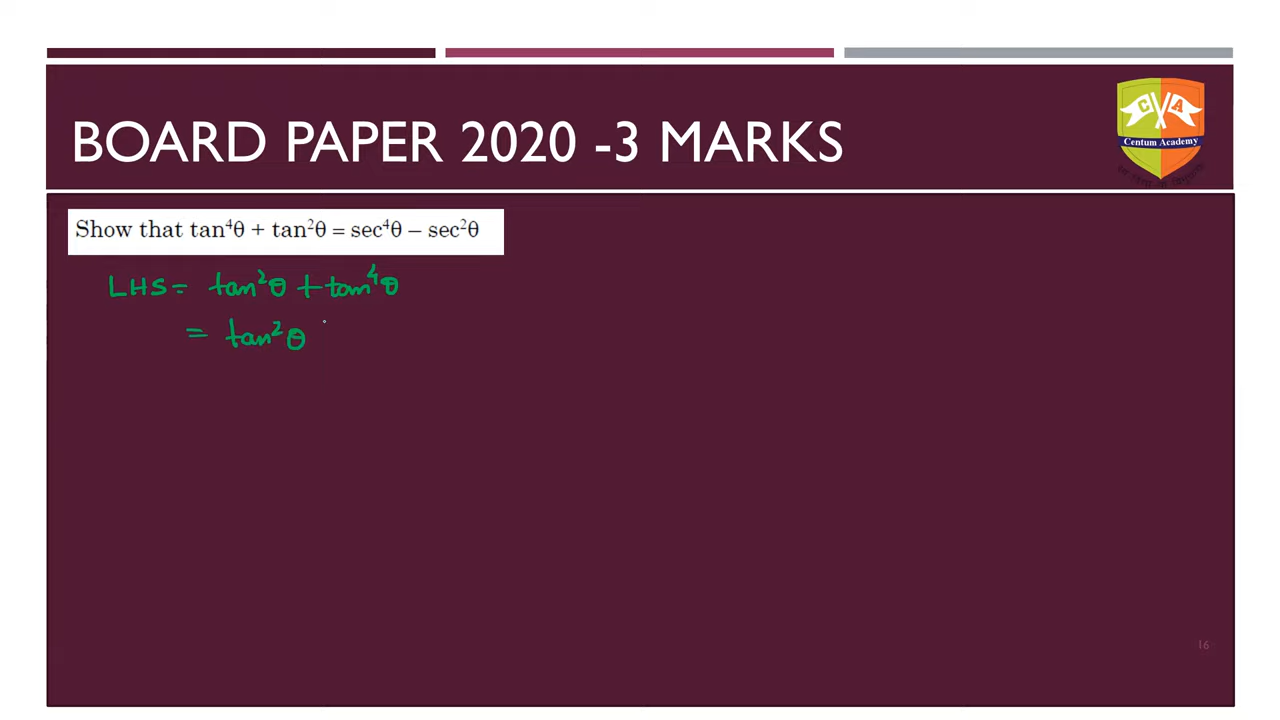 BOARD PAPER 2020 -3 MARKS
C A
Centum Academy
Show that tan⁴θ + tan²θ = sec⁴θ – sec²θ
LHS = tan²θ + tan⁴θ
= tan²θ
16